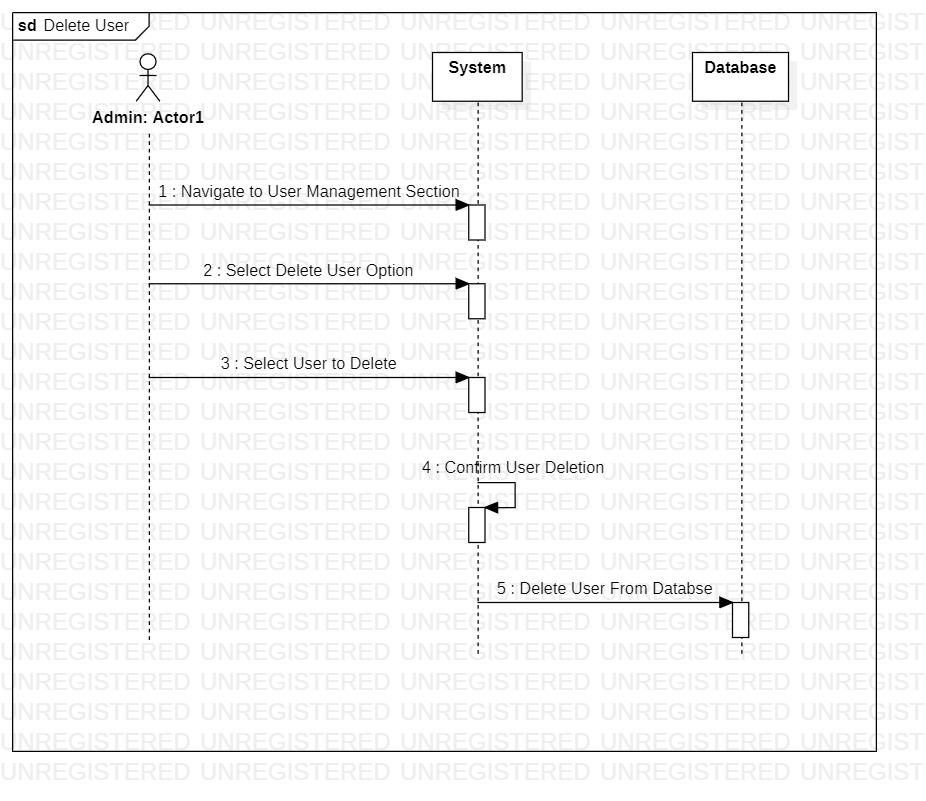 sd Delete User
System
Database
Admin: Actor1
1 : Navigate to User Management Section
2 : Select Delete User Option
3 : Select User to Delete
4 : Confirm User Deletion
5 : Delete User From Databse
UNREGISTERED UNREGISTERED UNREGISTERED UNREGISTERED UNREGIST